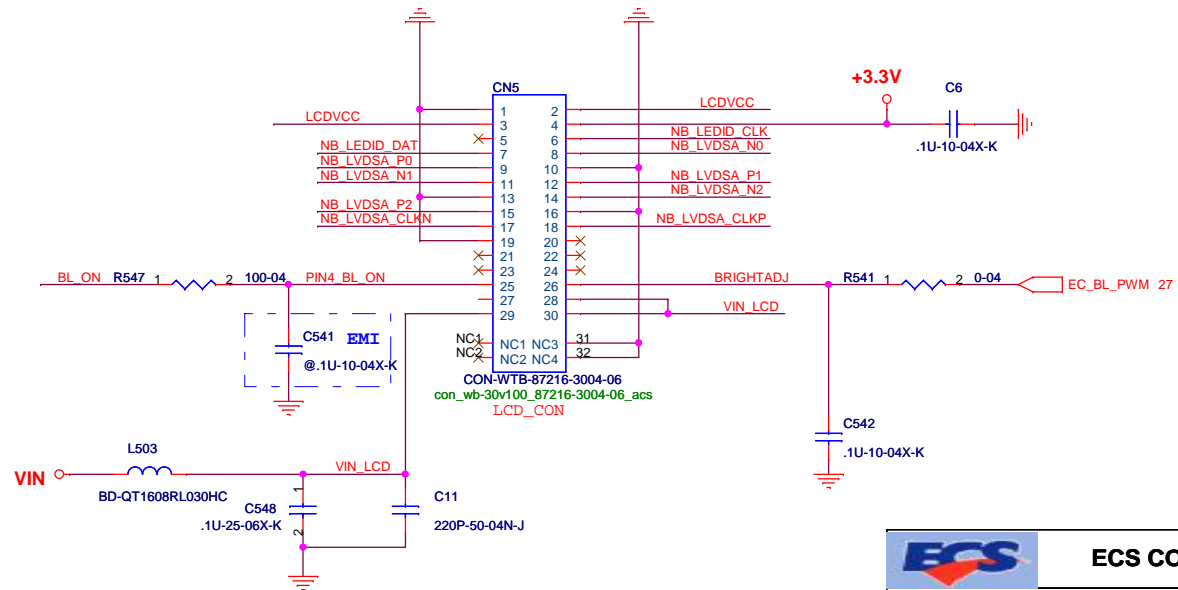 CN5
+3.3V
C6
.1U-10-04X-K
LCDVCC
LCDVCC
NB_LEDID_DAT
NB_LEDID_CLK
NB_LVDSA_P0
NB_LVDSA_N0
NB_LVDSA_N1
NB_LVDSA_P1
NB_LVDSA_N2
NB_LVDSA_P2
NB_LVDSA_CLKN
NB_LVDSA_CLKP
1 2
3 4
5 6
7 8
9 10
11 12
13 14
15 16
17 18
19 20
21 22
23 24
25 26
27 28
29 30
NC1 NC1 NC3 31
NC2 NC2 NC4 32
BL_ON R547 1 2 100-04 PIN4_BL_ON
BRIGHTADJ R541 1 2 0-04 EC_BL_PWM 27
VIN_LCD
C541 EMI
@.1U-10-04X-K
CON-WTB-87216-3004-06
con_wb-30v100_87216-3004-06_acs
LCD_CON
C542
.1U-10-04X-K
L503
VIN
VIN_LCD
BD-QT1608RL030HC
1
C548
.1U-25-06X-K
2
C11
220P-50-04N-J
ECS
ECS CO